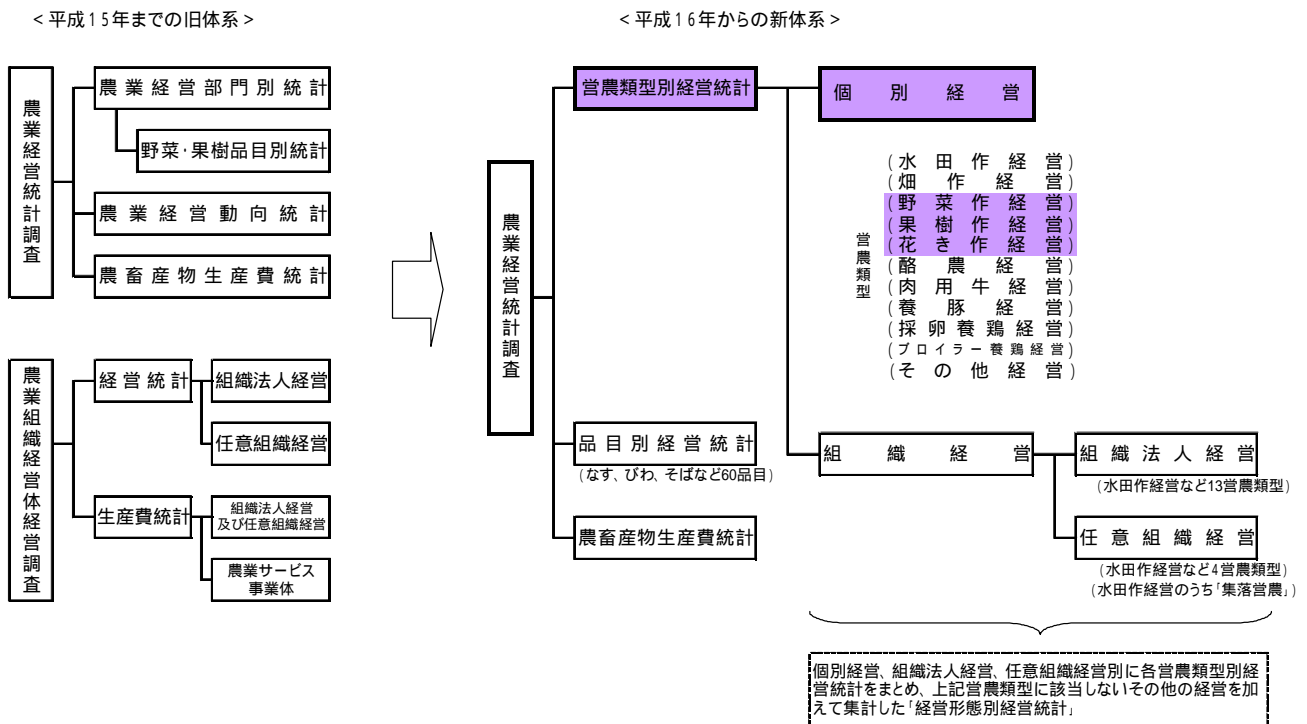 ＜平成１５年までの旧体系＞
農業経営統計調査
農業経営部門別統計
野菜・果樹品目別統計
農業経営動向統計
農畜産物生産費統計
農業組織経営体経営調査
経営統計
組織法人経営
任意組織経営
生産費統計
組織法人経営
及び任意組織経営
農業サービス
事業体
＜平成１６年からの新体系＞
農業経営統計調査
営農類型別経営統計
個別経営
営農類型
(水田作経営)
(畑作経営)
(野菜作経営)
(果樹作経営)
(花き作経営)
(酪農経営)
(肉用牛経営)
(養豚経営)
(採卵養鶏経営)
(ブロイラー養鶏経営)
(その他経営)
品目別経営統計
(なす、びわ、そばなど60品目)
農畜産物生産費統計
組織経営
組織法人経営
(水田作経営など13営農類型)
任意組織経営
(水田作経営など4営農類型)
(水田作経営のうち「集落営農」)
個別経営、組織法人経営、任意組織経営別に各営農類型別経
営統計をまとめ、上記営農類型に該当しないその他の経営を加
えて集計した「経営形態別経営統計」